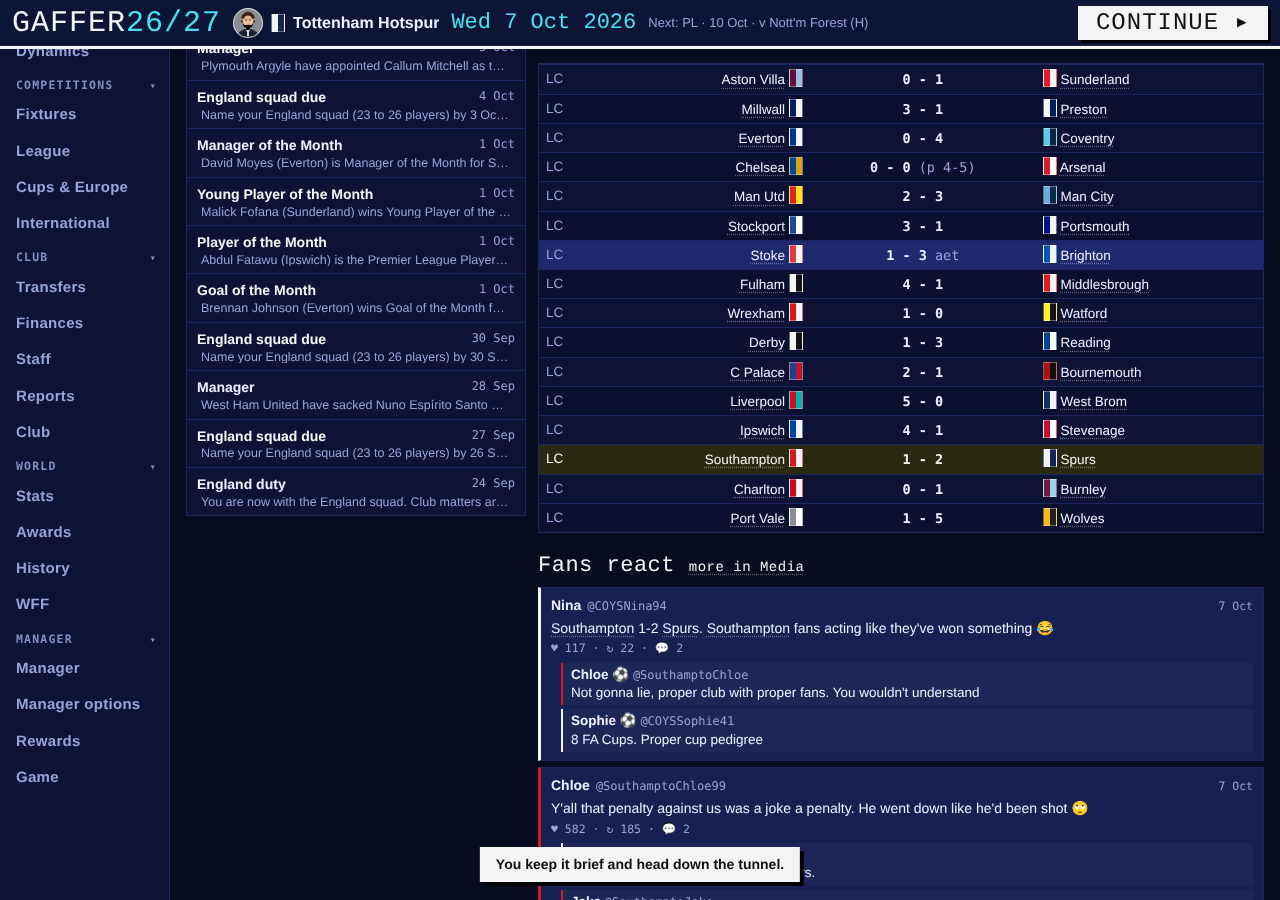 GAFFER26/27 Tottenham Hotspur Wed 7 Oct 2026 Next: PL · 10 Oct · v Nott'm Forest (H) CONTINUE ►
Dynamics
COMPETITIONS ▾
Fixtures
League
Cups & Europe
International
CLUB ▾
Transfers
Finances
Staff
Reports
Club
WORLD ▾
Stats
Awards
History
WFF
MANAGER ▾
Manager
Manager options
Rewards
Game
Manager 5 Oct
Plymouth Argyle have appointed Callum Mitchell as t…
England squad due 4 Oct
Name your England squad (23 to 26 players) by 3 Oc…
Manager of the Month 1 Oct
David Moyes (Everton) is Manager of the Month for S…
Young Player of the Month 1 Oct
Malick Fofana (Sunderland) wins Young Player of the …
Player of the Month 1 Oct
Abdul Fatawu (Ipswich) is the Premier League Player…
Goal of the Month 1 Oct
Brennan Johnson (Everton) wins Goal of the Month f…
England squad due 30 Sep
Name your England squad (23 to 26 players) by 30 S…
Manager 28 Sep
West Ham United have sacked Nuno Espírito Santo …
England squad due 27 Sep
Name your England squad (23 to 26 players) by 26 S…
England duty 24 Sep
You are now with the England squad. Club matters ar…
LC Aston Villa 0 - 1 Sunderland
LC Millwall 3 - 1 Preston
LC Everton 0 - 4 Coventry
LC Chelsea 0 - 0 (p 4-5) Arsenal
LC Man Utd 2 - 3 Man City
LC Stockport 3 - 1 Portsmouth
LC Stoke 1 - 3 aet Brighton
LC Fulham 4 - 1 Middlesbrough
LC Wrexham 1 - 0 Watford
LC Derby 1 - 3 Reading
LC C Palace 2 - 1 Bournemouth
LC Liverpool 5 - 0 West Brom
LC Ipswich 4 - 1 Stevenage
LC Southampton 1 - 2 Spurs
LC Charlton 0 - 1 Burnley
LC Port Vale 1 - 5 Wolves
Fans react more in Media
Nina @COYSNina94 7 Oct
Southampton 1-2 Spurs. Southampton fans acting like they've won something 😂
♥ 117 · ↻ 22 · 💬 2
Chloe ⚽ @SouthamptoChloe
Not gonna lie, proper club with proper fans. You wouldn't understand
Sophie ⚽ @COYSSophie41
8 FA Cups. Proper cup pedigree
Chloe @SouthamptoChloe99 7 Oct
Y'all that penalty against us was a joke a penalty. He went down like he'd been shot 🙄
♥ 582 · ↻ 185 · 💬 2
You keep it brief and head down the tunnel.